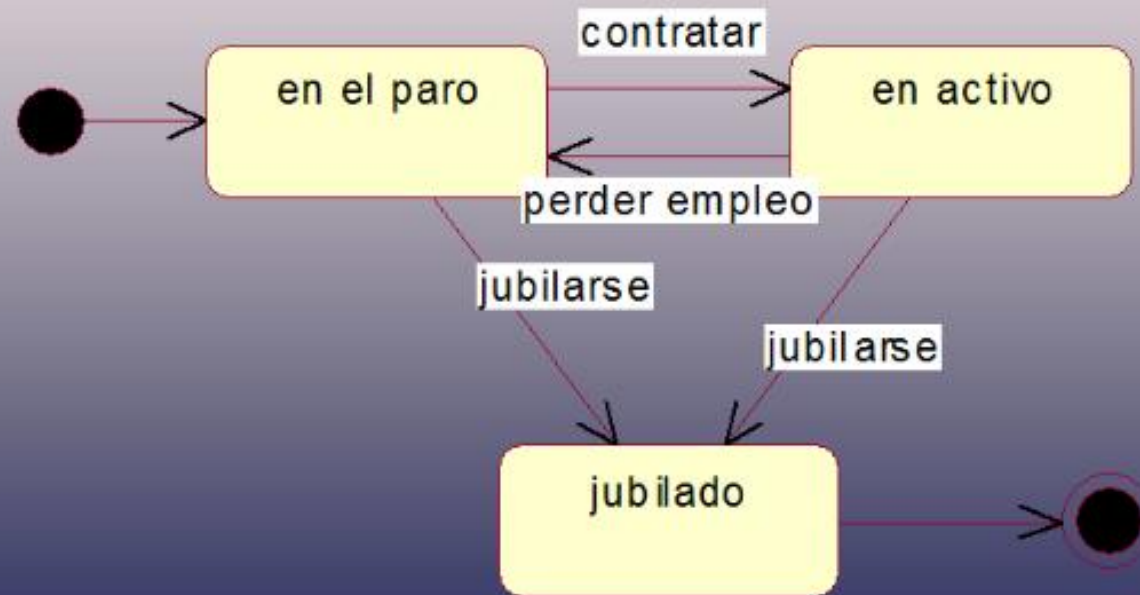 contratar
en el paro
en activo
perder empleo
jubilarse
jubilarse
jubilado